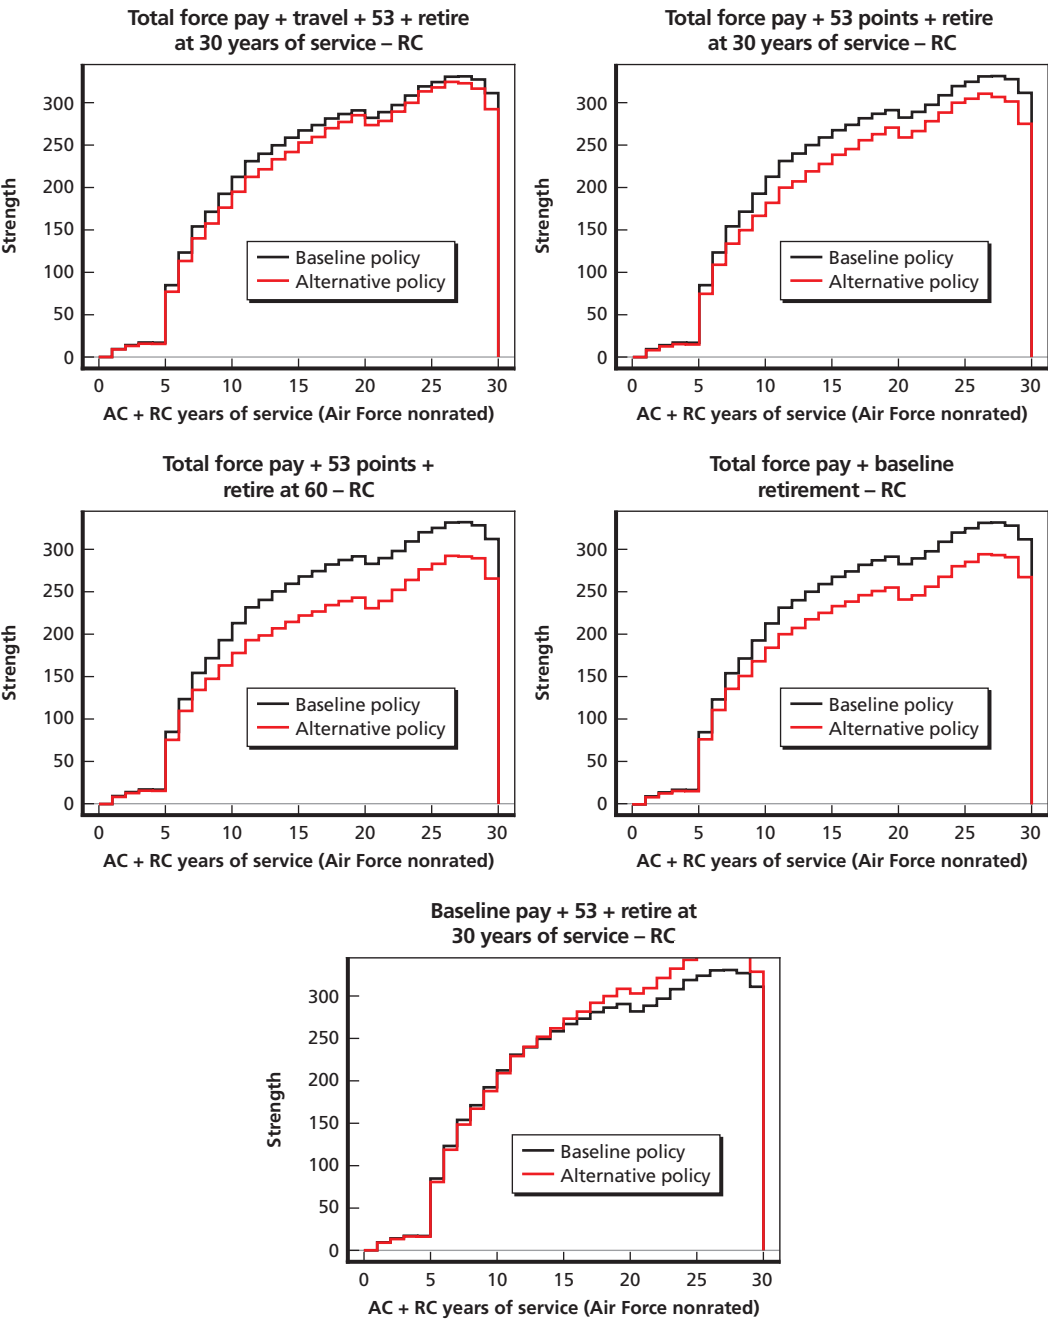 Total force pay + travel + 53 + retire
at 30 years of service – RC
Strength
300
250
200
150
100
50
0
Baseline policy
Alternative policy
0 5 10 15 20 25 30
AC + RC years of service (Air Force nonrated)
Total force pay + 53 points + retire
at 30 years of service – RC
Strength
300
250
200
150
100
50
0
Baseline policy
Alternative policy
0 5 10 15 20 25 30
AC + RC years of service (Air Force nonrated)
Total force pay + 53 points +
retire at 60 – RC
Strength
300
250
200
150
100
50
0
Baseline policy
Alternative policy
0 5 10 15 20 25 30
AC + RC years of service (Air Force nonrated)
Total force pay + baseline
retirement – RC
Strength
300
250
200
150
100
50
0
Baseline policy
Alternative policy
0 5 10 15 20 25 30
AC + RC years of service (Air Force nonrated)
Baseline pay + 53 + retire at
30 years of service – RC
Strength
300
250
200
150
100
50
0
Baseline policy
Alternative policy
0 5 10 15 20 25 30
AC + RC years of service (Air Force nonrated)